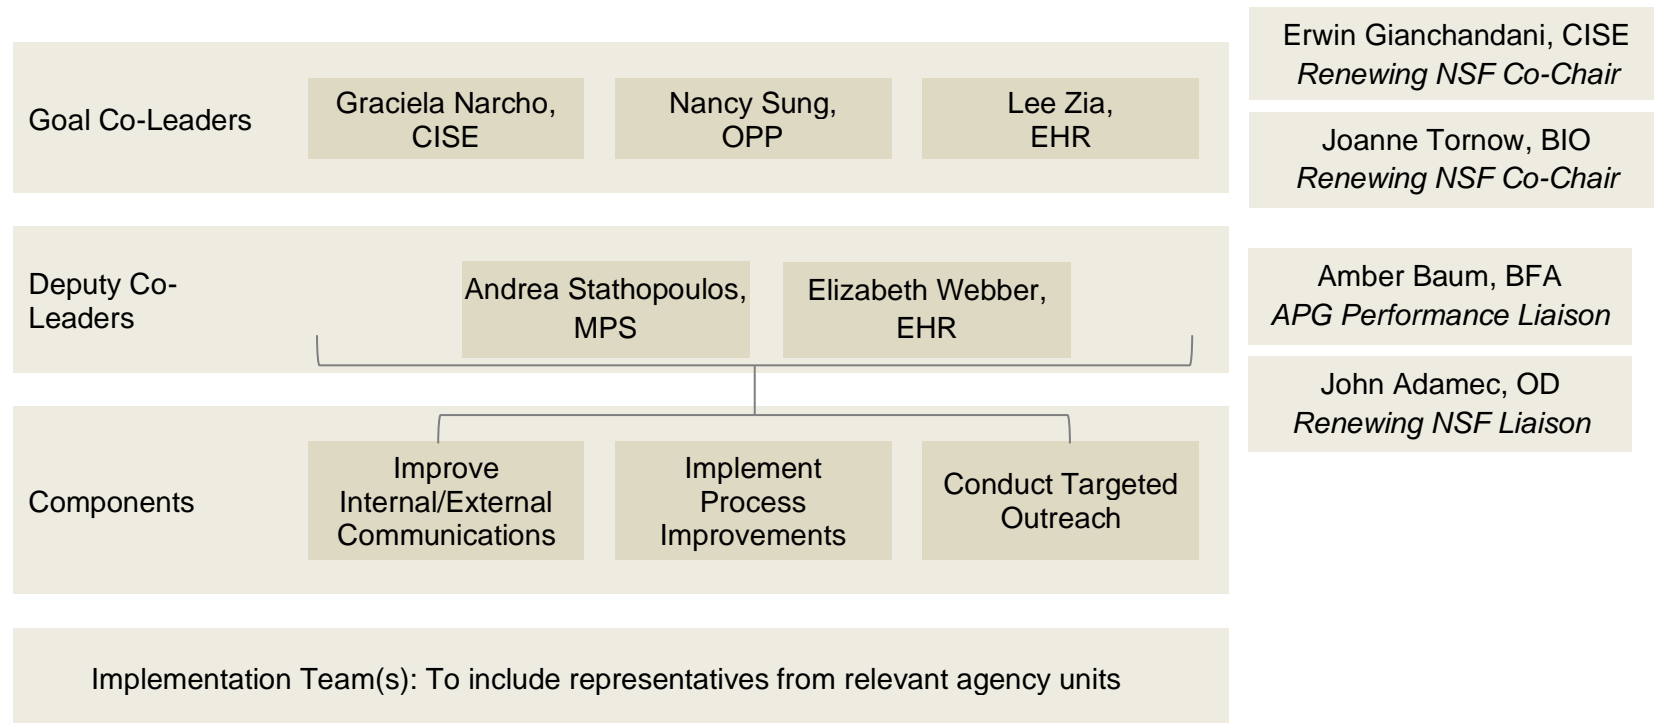 Goal Co-Leaders
Graciela Narcho,
CISE
Nancy Sung,
OPP
Lee Zia,
EHR
Erwin Gianchandani, CISE
Renewing NSF Co-Chair
Joanne Tornow, BIO
Renewing NSF Co-Chair
Deputy Co-
Leaders
Andrea Stathopoulos,
MPS
Elizabeth Webber,
EHR
Amber Baum, BFA
APG Performance Liaison
John Adamec, OD
Renewing NSF Liaison
Components
Improve
Internal/External
Communications
Implement
Process
Improvements
Conduct Targeted
Outreach
Implementation Team(s): To include representatives from relevant agency units